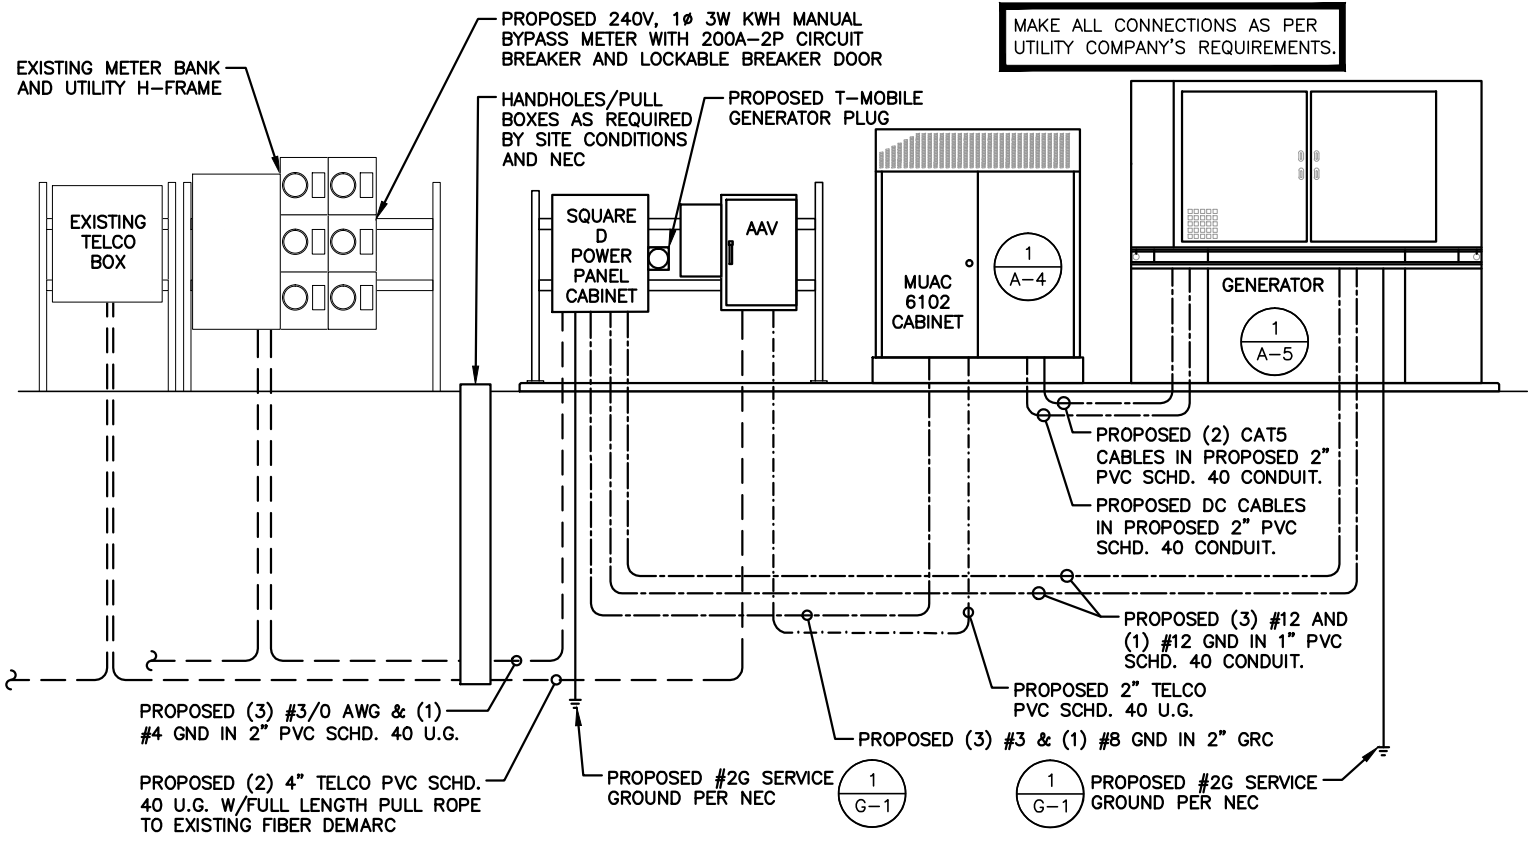 PROPOSED 240V, 1ø 3W KWH MANUAL
BYPASS METER WITH 200A-2P CIRCUIT
BREAKER AND LOCKABLE BREAKER DOOR
MAKE ALL CONNECTIONS AS PER
UTILITY COMPANY'S REQUIREMENTS.
EXISTING METER BANK
AND UTILITY H-FRAME
HANDHOLES/PULL
BOXES AS REQUIRED
BY SITE CONDITIONS
AND NEC
PROPOSED T-MOBILE
GENERATOR PLUG
EXISTING
TELCO
BOX
SQUARE
D
POWER
PANEL
CABINET
AAV
MUAC
6102
CABINET
1
A-4
GENERATOR
1
A-5
PROPOSED (2) CAT5
CABLES IN PROPOSED 2"
PVC SCHD. 40 CONDUIT.
PROPOSED DC CABLES
IN PROPOSED 2" PVC
SCHD. 40 CONDUIT.
PROPOSED (3) #12 AND
(1) #12 GND IN 1" PVC
SCHD. 40 CONDUIT.
PROPOSED 2" TELCO
PVC SCHD. 40 U.G.
PROPOSED (3) #3/0 AWG & (1)
#4 GND IN 2" PVC SCHD. 40 U.G.
PROPOSED (3) #3 & (1) #8 GND IN 2" GRC
PROPOSED (2) 4" TELCO PVC SCHD.
40 U.G. W/FULL LENGTH PULL ROPE
TO EXISTING FIBER DEMARC
PROPOSED #2G SERVICE
GROUND PER NEC
1
G-1
1
G-1
PROPOSED #2G SERVICE
GROUND PER NEC